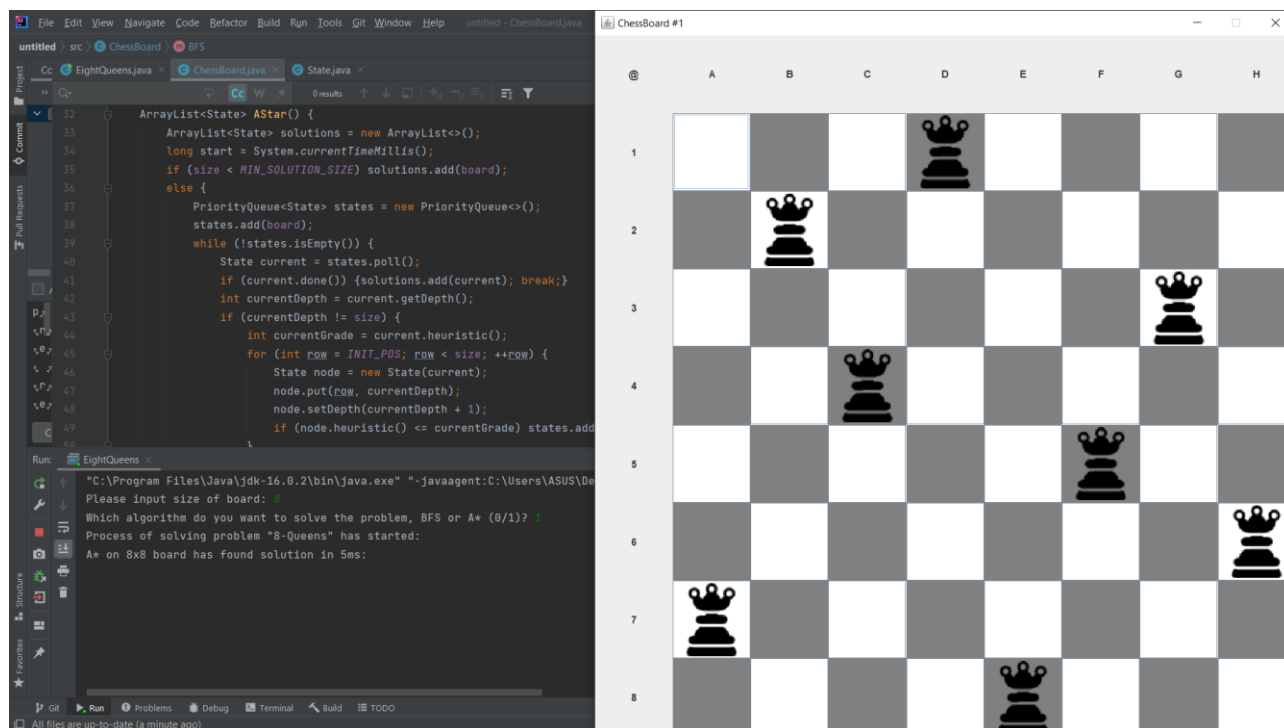 File Edit View Navigate Code Refactor Build Run Tools Git Window Help untitled - ChessBoard.java
untitled src ChessBoard BFS
Project
Commit
Pull Requests
Structure
Favorites
Cc EightQueens.java ChessBoard.java State.java
Cc W .* 0 results
32 ArrayList<State> AStar() {
33 ArrayList<State> solutions = new ArrayList<>();
34 long start = System.currentTimeMillis();
35 if (size < MIN_SOLUTION_SIZE) solutions.add(board);
36 else {
37 PriorityQueue<State> states = new PriorityQueue<>();
38 states.add(board);
39 while (!states.isEmpty()) {
40 State current = states.poll();
41 if (current.done()) {solutions.add(current); break;}
42 int currentDepth = current.getDepth();
43 if (currentDepth != size) {
44 int currentGrade = current.heuristic();
45 for (int row = INIT_POS; row < size; ++row) {
46 State node = new State(current);
47 node.put(row, currentDepth);
48 node.setDepth(currentDepth + 1);
49 if (node.heuristic() <= currentGrade) states.add
50 }
Run: EightQueens
"C:\Program Files\Java\jdk-16.0.2\bin\java.exe" "-javaagent:C:\Users\ASUS\De
Please input size of board: 8
Which algorithm do you want to solve the problem, BFS or A* (0/1)? 1
Process of solving problem "8-Queens" has started:
A* on 8x8 board has found solution in 5ms:
Git Run Problems Debug Terminal Build TODO
All files are up-to-date (a minute ago)
ChessBoard #1
@ A B C D E F G H
1
2
3
4
5
6
7
8